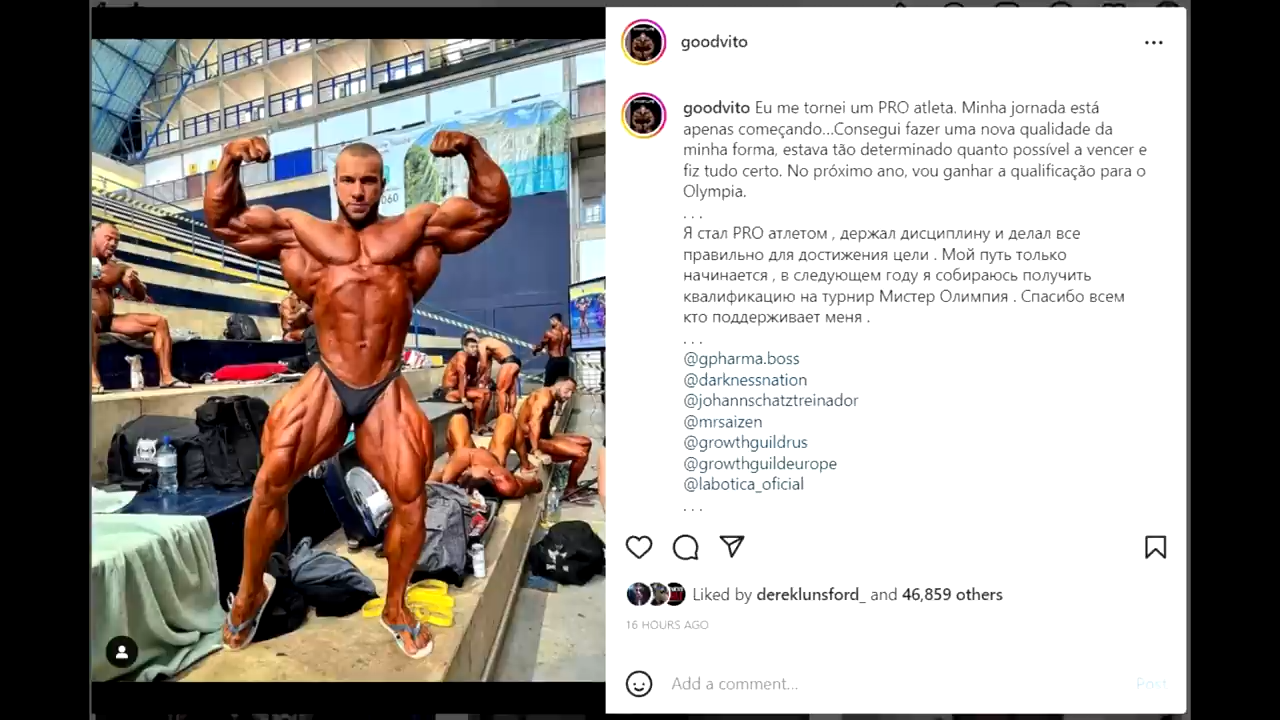 goodvito
goodvito Eu me tornei um PRO atleta. Minha jornada está
apenas começando...Consegui fazer uma nova qualidade da
minha forma, estava tão determinado quanto possível a vencer e
fiz tudo certo. No próximo ano, vou ganhar a qualificação para o
Olympia.
. . .
Я стал PRO атлетом , держал дисциплину и делал все
правильно для достижения цели . Мой путь только
начинается , в следующем году я собираюсь получить
квалификацию на турнир Мистер Олимпия . Спасибо всем
кто поддерживает меня .
. . .
@gpharma.boss
@darknessnation
@johannschatztreinador
@mrsaizen
@growthguildrus
@growthguildeurope
@labotica_oficial
. . .
Liked by dereklunsford_ and 46,859 others
16 HOURS AGO
Add a comment...
Post